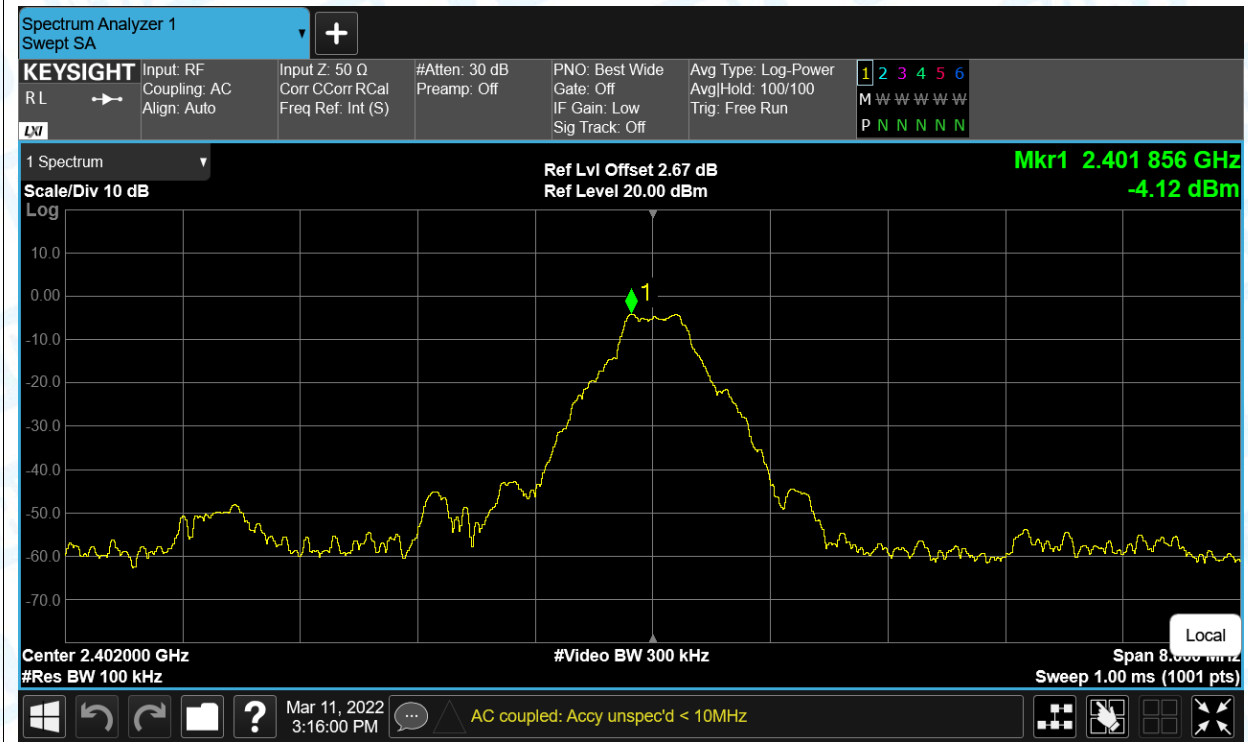 Spectrum Analyzer 1
Swept SA
+
KEYSIGHT
R L
LXI
Input: RF
Coupling: AC
Align: Auto
Input Z: 50 Ω
Corr CCorr RCal
Freq Ref: Int (S)
#Atten: 30 dB
Preamp: Off
PNO: Best Wide
Gate: Off
IF Gain: Low
Sig Track: Off
Avg Type: Log-Power
Avg|Hold: 100/100
Trig: Free Run
1 2 3 4 5 6
M W W W W W
P N N N N N N
1 Spectrum
Scale/Div 10 dB
Log
Ref Lvl Offset 2.67 dB
Ref Level 20.00 dBm
Mkr1 2.401 856 GHz
-4.12 dBm
10.0
0.00
-10.0
-20.0
-30.0
-40.0
-50.0
-60.0
-70.0
1
Local
Center 2.402000 GHz
#Res BW 100 kHz
#Video BW 300 kHz
Span 8.000 MHz
Sweep 1.00 ms (1001 pts)
?
Mar 11, 2022
3:16:00 PM
AC coupled: Accy unspec'd < 10MHz